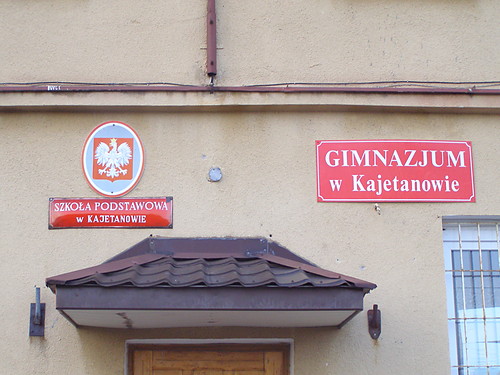 SZKOŁA PODSTAWOWA
W KAJETANOWIE
GIMNAZJUM
w Kajetanowie